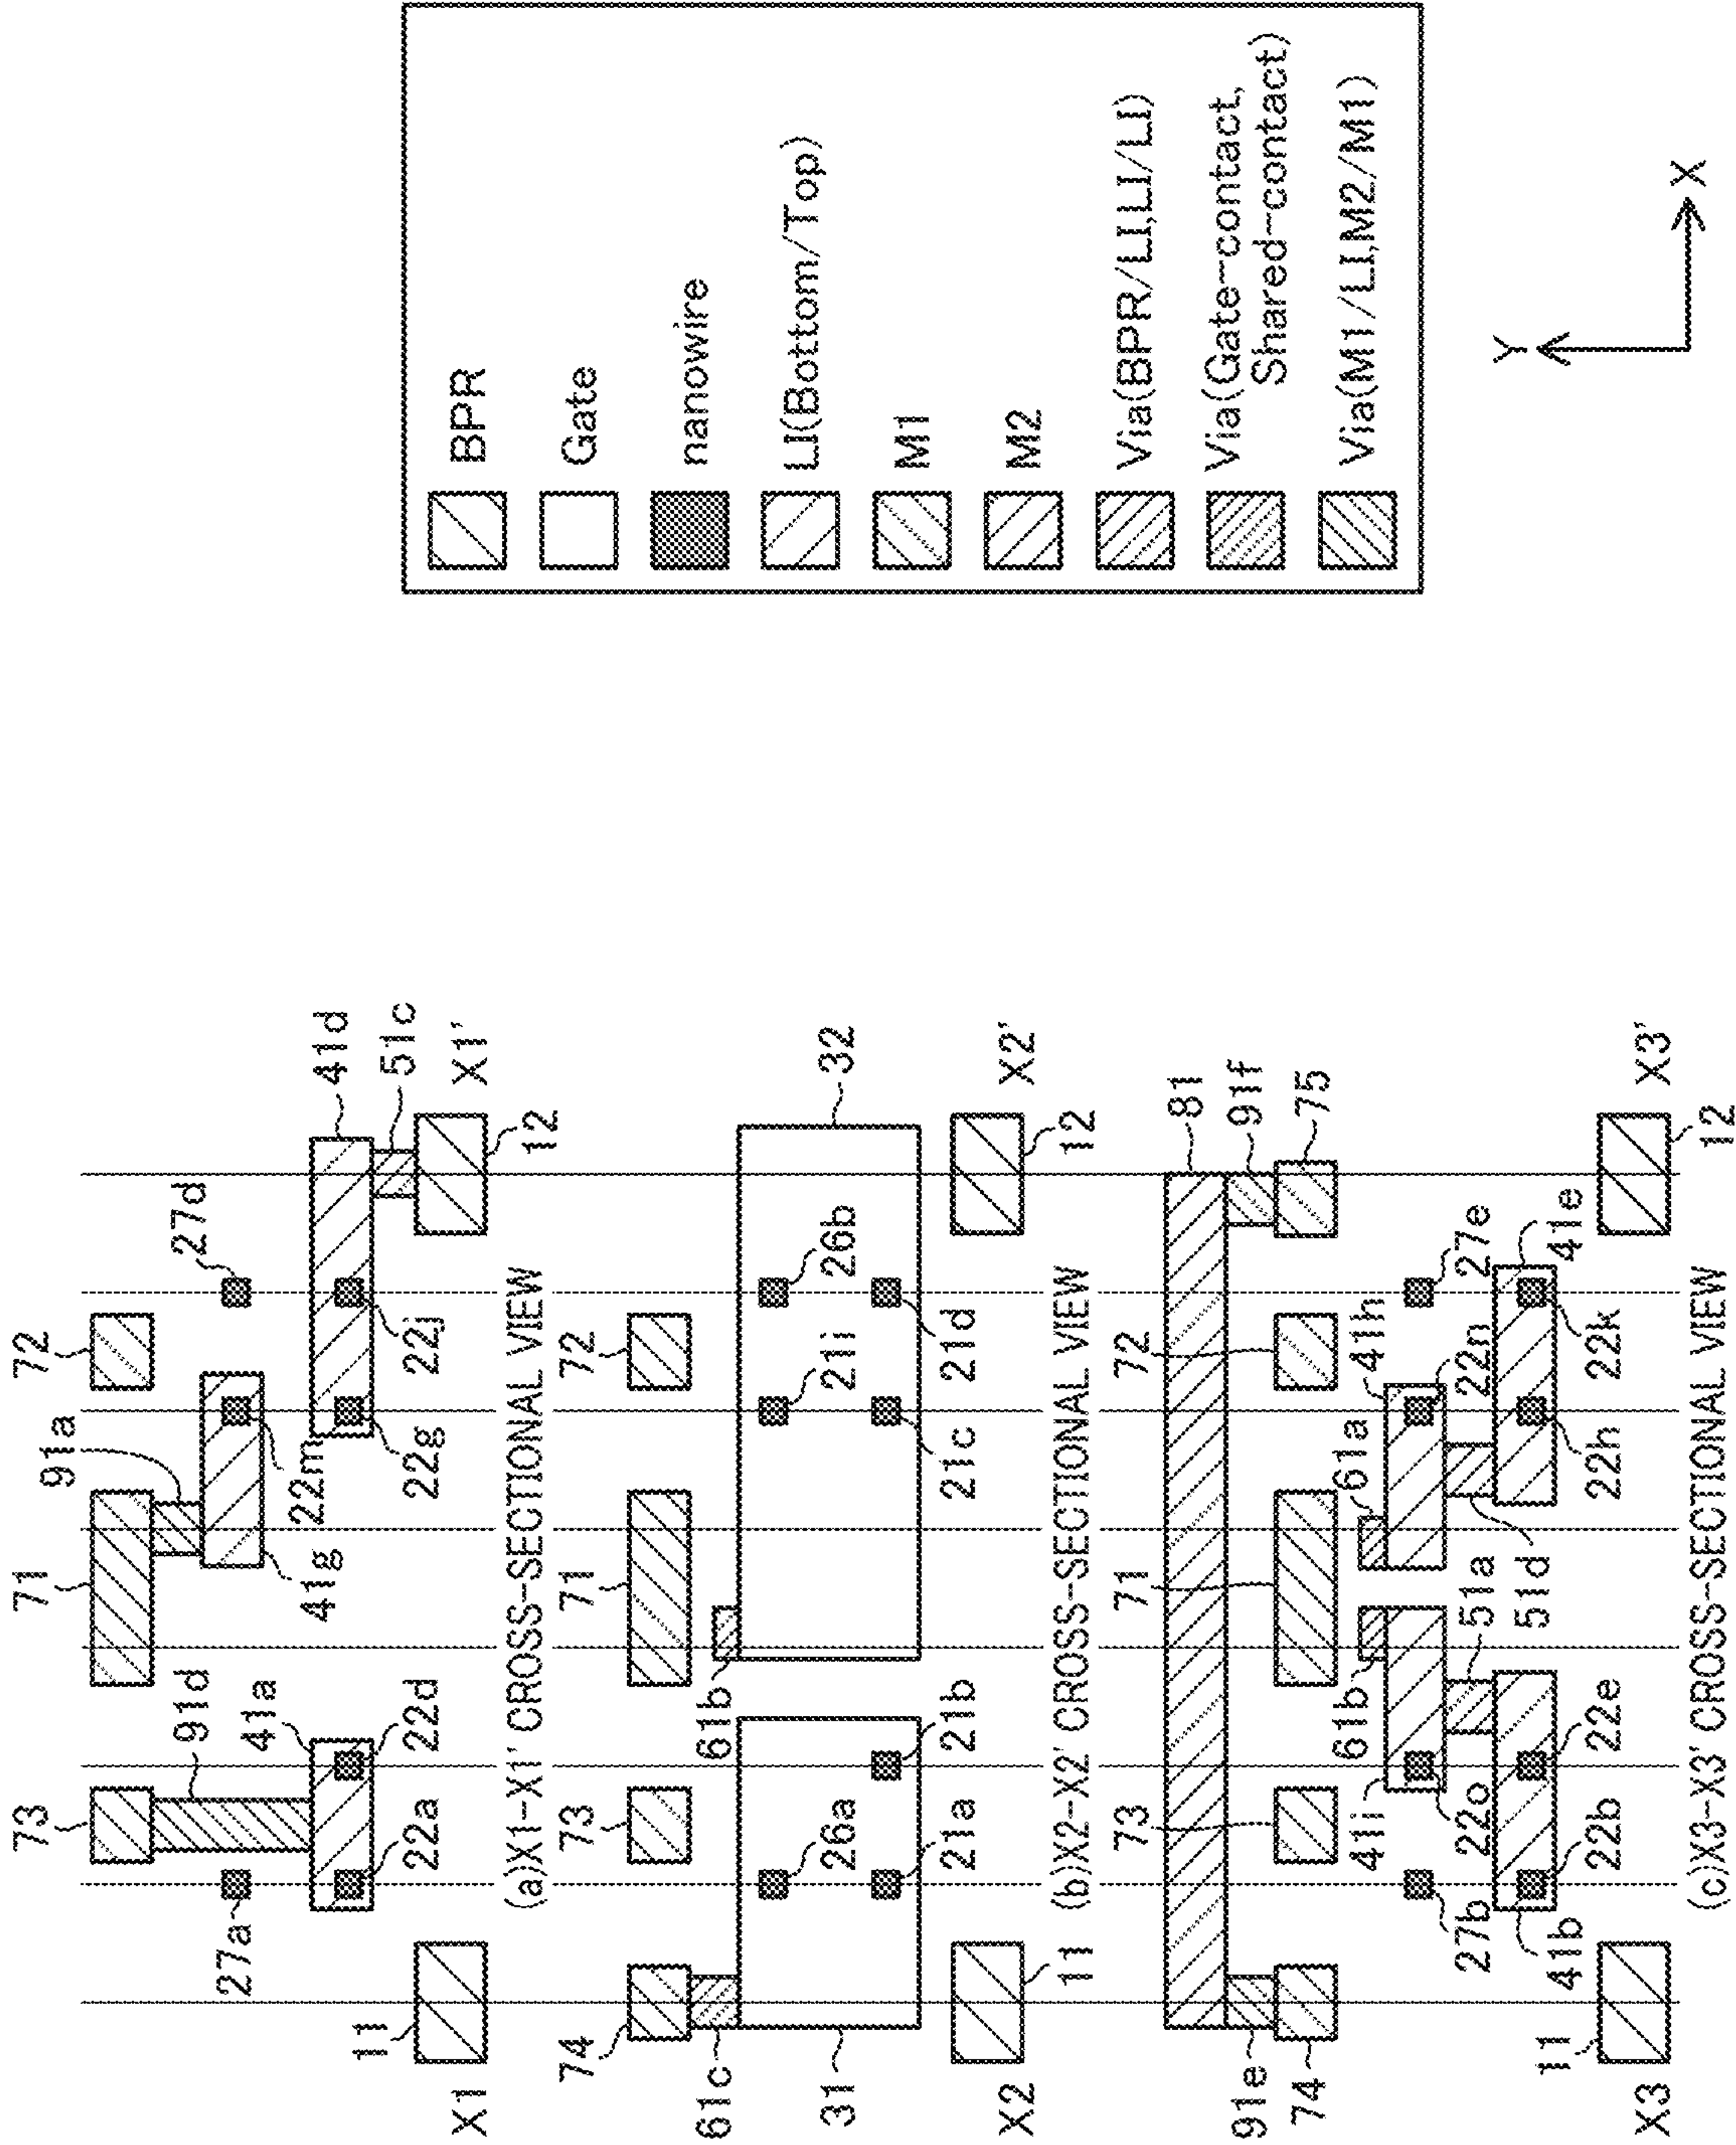 73
71
72
91d
91a
27d
27a
41a
41d
22m
51c
41g
22a
22d
22g
22j
11
12
X1
X1'
(a)X1-X1' CROSS-SECTIONAL VIEW
74
73
71
72
61c
61b
26a
21i
26b
31
32
21a
21b
21c
21d
11
12
X2
X2'
(b)X2-X2' CROSS-SECTIONAL VIEW
81
91e
91f
74
73
71
72
75
41i
61b
61a
41h
27b
22o
51a
22n
27e
41b
51d
41e
22b
22e
22h
22k
11
12
X3
X3'
(c)X3-X3' CROSS-SECTIONAL VIEW
BPR
Gate
nanowire
LI(Bottom/Top)
M1
M2
Via(BPR/LI,LI/LI)
Via(Gate-contact,
Shared-contact)
Via(M1/LI,M2/M1)
Y
X